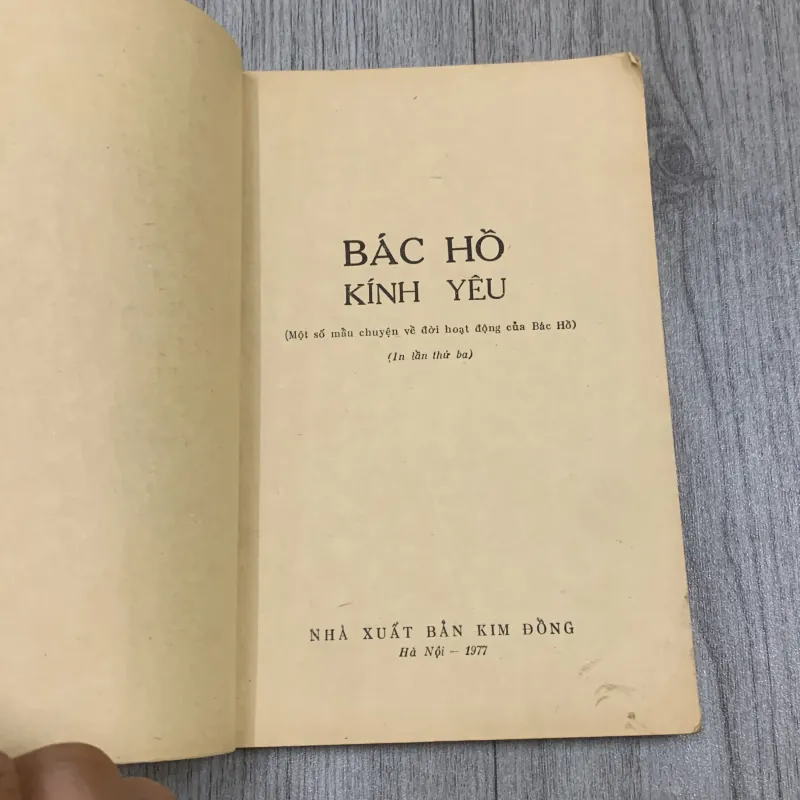 BÁC HỒ
KÍNH YÊU
(Một số mẩu chuyện về đời hoạt động của Bác Hồ)
(In lần thứ ba)
NHÀ XUẤT BẢN KIM ĐỒNG
Hà Nội — 1977